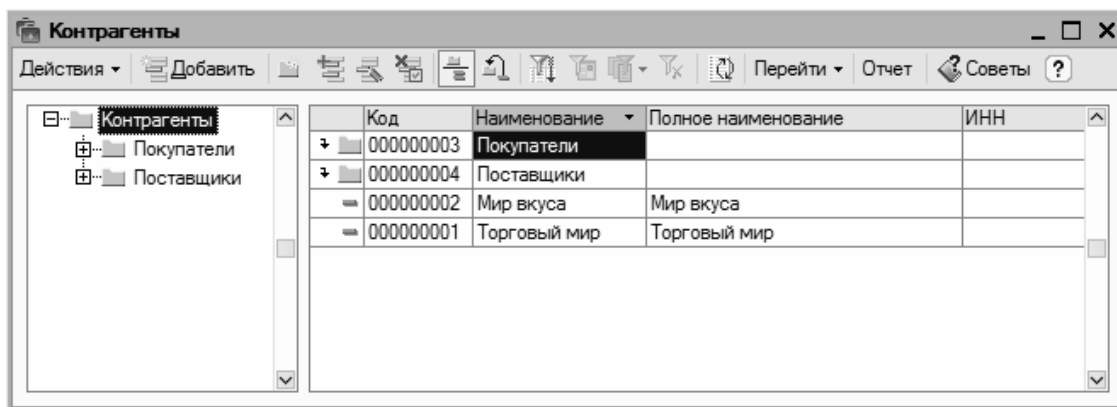 Контрагенты
Действия Добавить Перейти Отчет Советы ?
Контрагенты
Покупатели
Поставщики
Код Наименование Полное наименование ИНН
000000003 Покупатели
000000004 Поставщики
000000002 Мир вкуса Мир вкуса
000000001 Торговый мир Торговый мир